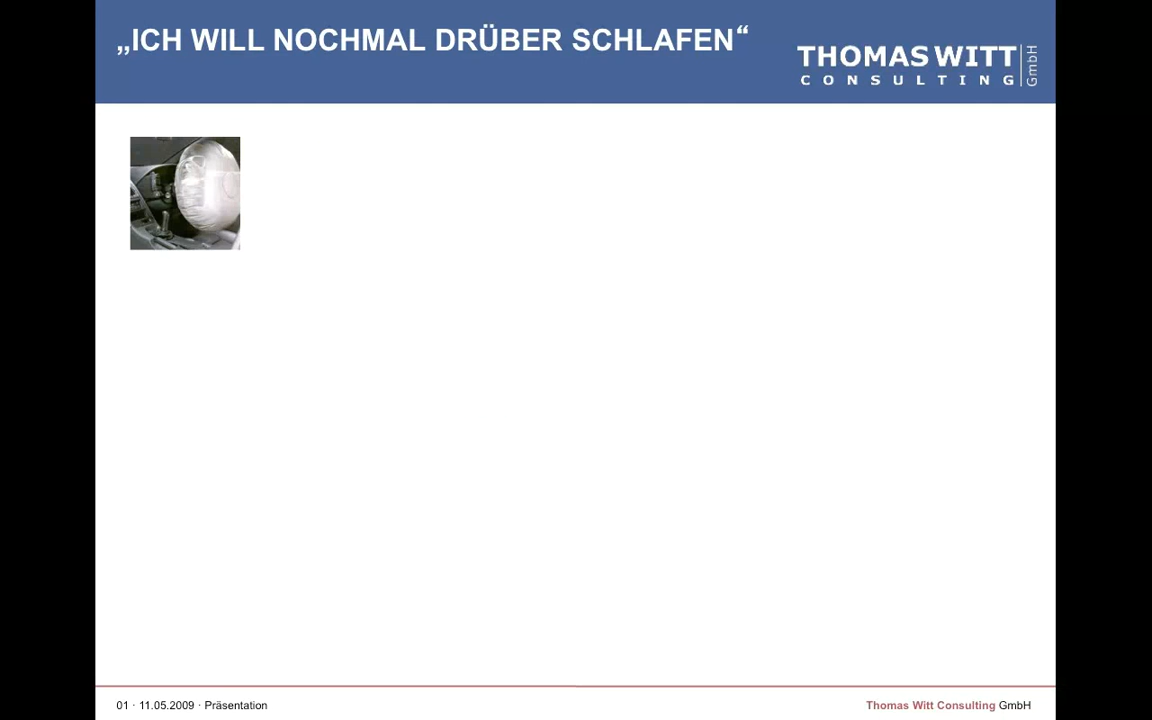 „ICH WILL NOCHMAL DRÜBER SCHLAFEN“
THOMAS WITT
CONSULTING
GmbH
01 · 11.05.2009 · Präsentation
Thomas Witt Consulting GmbH